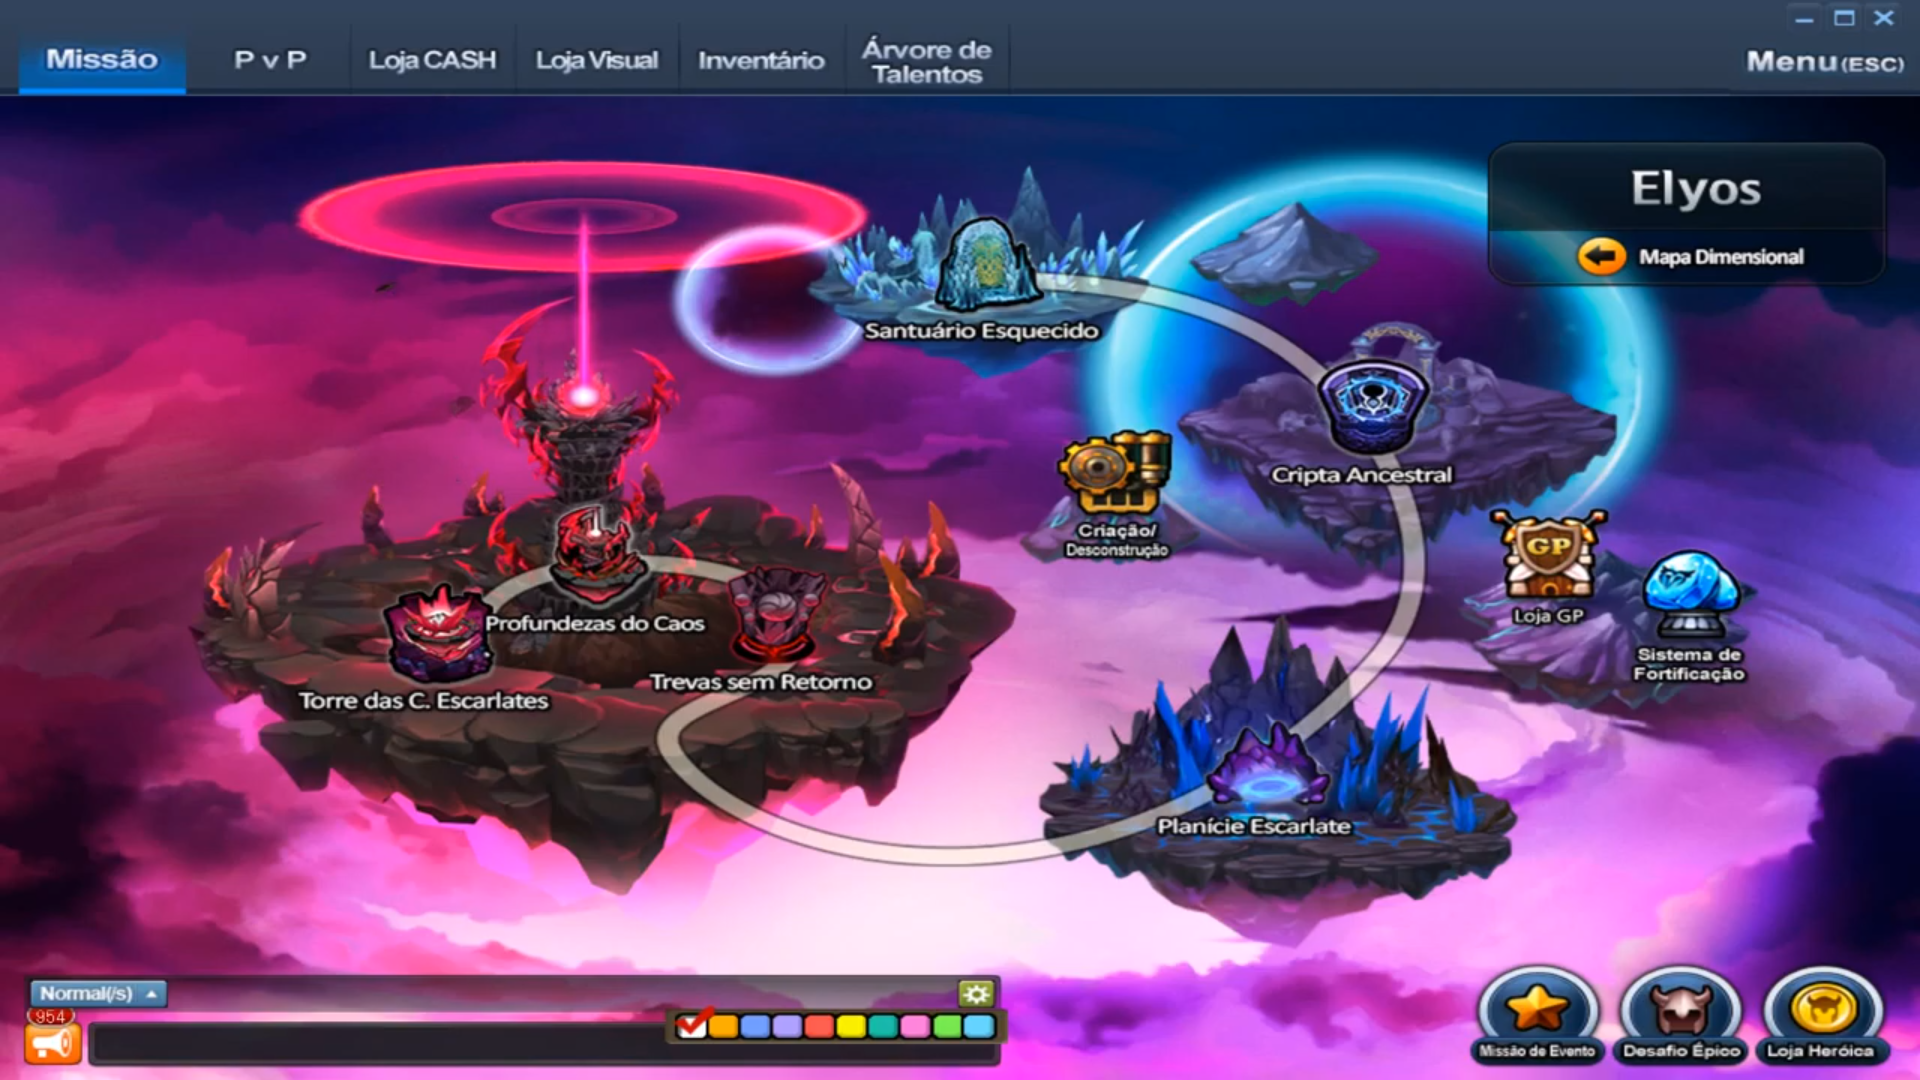 Missão
P v P
Loja CASH
Loja Visual
Inventário
Árvore de
Talentos
Menu(ESC)
Elyos
Mapa Dimensional
Santuário Esquecido
Cripta Ancestral
Criação/
Desconstrução
GP
Loja GP
Sistema de
Fortificação
Profundezas do Caos
Trevas sem Retorno
Torre das C. Escarlates
Planície Escarlate
Normal(/s)
954
Missão de Evento
Desafio Épico
Loja Heróica